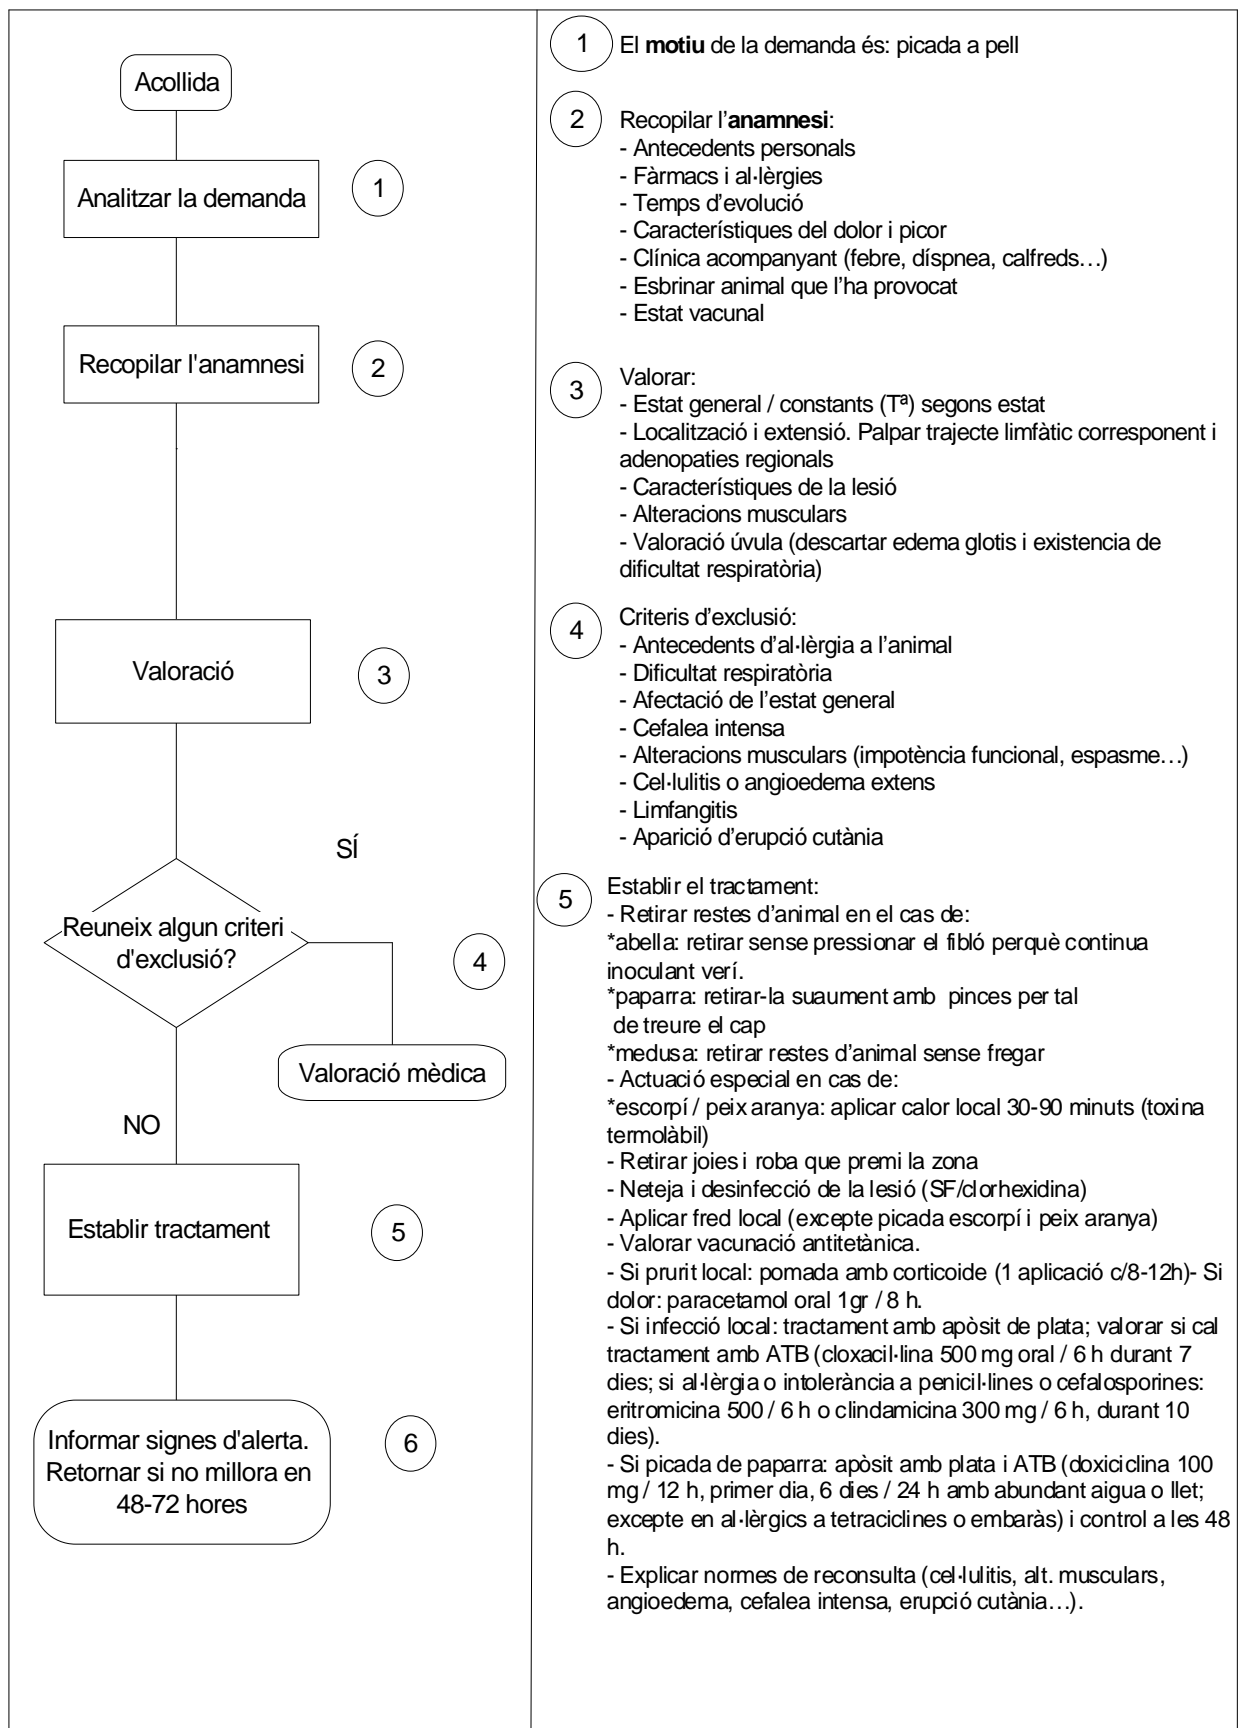 Acollida
Analitzar la demanda
1
Recopilar l'anamnesi
2
Valoració
3
SÍ
Reuneix algun criteri
d'exclusió?
4
Valoració mèdica
NO
Establir tractament
5
Informar signes d'alerta.
Retornar si no millora en
48-72 hores
6
1
El motiu de la demanda és: picada a pell
2
Recopilar l’anamnesi:
- Antecedents personals
- Fàrmacs i al·lèrgies
- Temps d’evolució
- Característiques del dolor i picor
- Clínica acompanyant (febre, díspnea, calfreds…)
- Esbrinar animal que l’ha provocat
- Estat vacunal
3
Valorar:
- Estat general / constants (Tª) segons estat
- Localització i extensió. Palpar trajecte limfàtic corresponent i
adenopaties regionals
- Característiques de la lesió
- Alteracions musculars
- Valoració úvula (descartar edema glotis i existencia de
dificultat respiratòria)
4
Criteris d’exclusió:
- Antecedents d’al·lèrgia a l’animal
- Dificultat respiratòria
- Afectació de l’estat general
- Cefalea intensa
- Alteracions musculars (impotència funcional, espasme…)
- Cel·lulitis o angioedema extens
- Limfangitis
- Aparició d’erupció cutània
5
Establir el tractament:
- Retirar restes d’animal en el cas de:
*abella: retirar sense pressionar el fibló perquè continua
inoculant verí.
*paparra: retirar-la suaument amb pinces per tal
de treure el cap
*medusa: retirar restes d’animal sense fregar
- Actuació especial en cas de:
*escorpí / peix aranya: aplicar calor local 30-90 minuts (toxina
termolàbil)
- Retirar joies i roba que premi la zona
- Neteja i desinfecció de la lesió (SF/clorhexidina)
- Aplicar fred local (excepte picada escorpí i peix aranya)
- Valorar vacunació antitetànica.
- Si prurit local: pomada amb corticoide (1 aplicació c/8-12h)- Si
dolor: paracetamol oral 1gr / 8 h.
- Si infecció local: tractament amb apòsit de plata; valorar si cal
tractament amb ATB (cloxacil·lina 500 mg oral / 6 h durant 7
dies; si al·lèrgia o intolerància a penicil·lines o cefalosporines:
eritromicina 500 / 6 h o clindamicina 300 mg / 6 h, durant 10
dies).
- Si picada de paparra: apòsit amb plata i ATB (doxiciclina 100
mg / 12 h, primer dia, 6 dies / 24 h amb abundant aigua o llet;
excepte en al·lèrgics a tetraciclines o embaràs) i control a les 48
h.
- Explicar normes de reconsulta (cel·lulitis, alt. musculars,
angioedema, cefalea intensa, erupció cutània…).